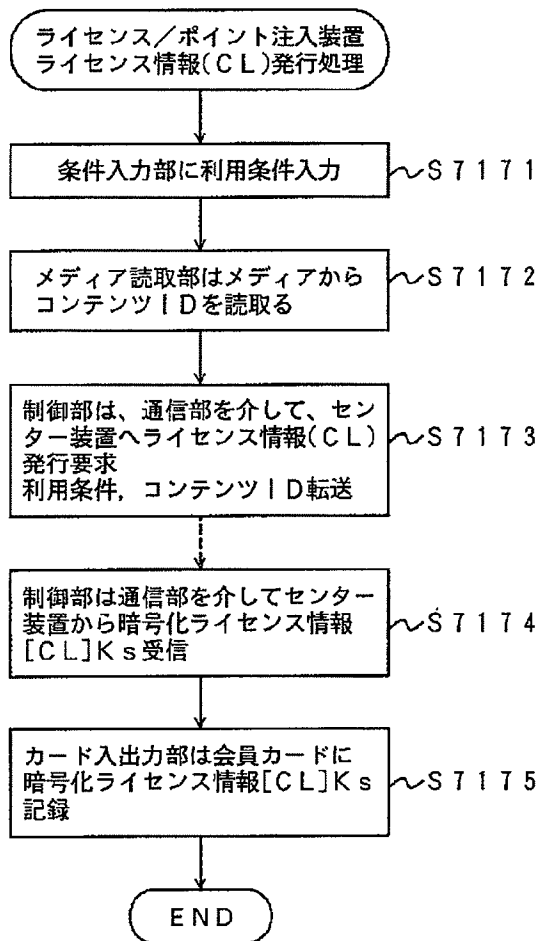 ライセンス／ポイント注入装置
ライセンス情報(CL)発行処理
条件入力部に利用条件入力
S7171
メディア読取部はメディアから
コンテンツIDを読取る
S7172
制御部は、通信部を介して、セン
ター装置へライセンス情報(CL)
発行要求
利用条件，コンテンツID転送
S7173
制御部は通信部を介してセンター
装置から暗号化ライセンス情報
[CL]Ks受信
S7174
カード入出力部は会員カードに
暗号化ライセンス情報[CL]Ks
記録
S7175
END